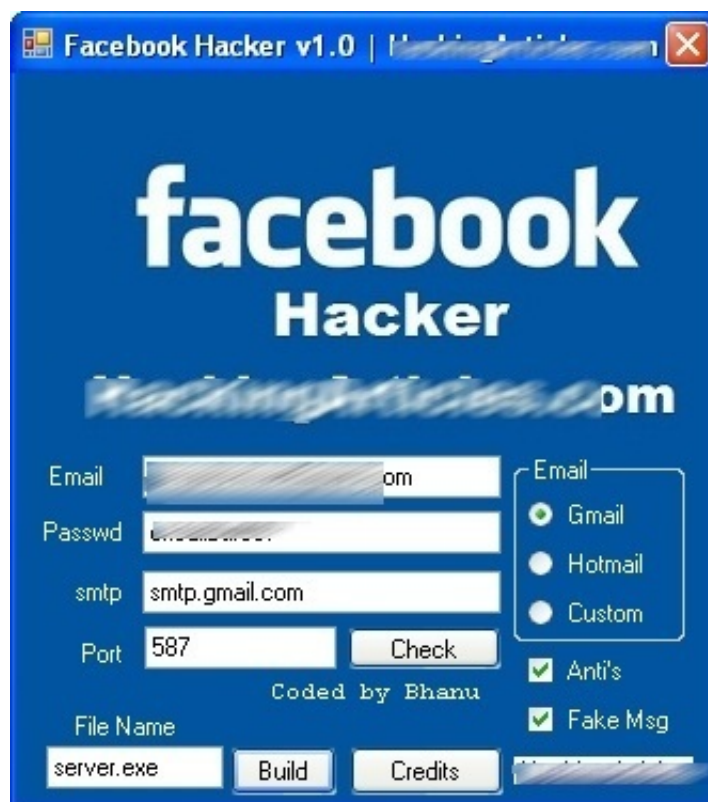 Facebook Hacker v1.0 |
facebook
Hacker
om
Email
om
Passwd
smtp
smtp.gmail.com
Port
587
Check
Coded by Bhanu
File Name
server.exe
Build
Credits
Email
Gmail
Hotmail
Custom
Anti's
Fake Msg